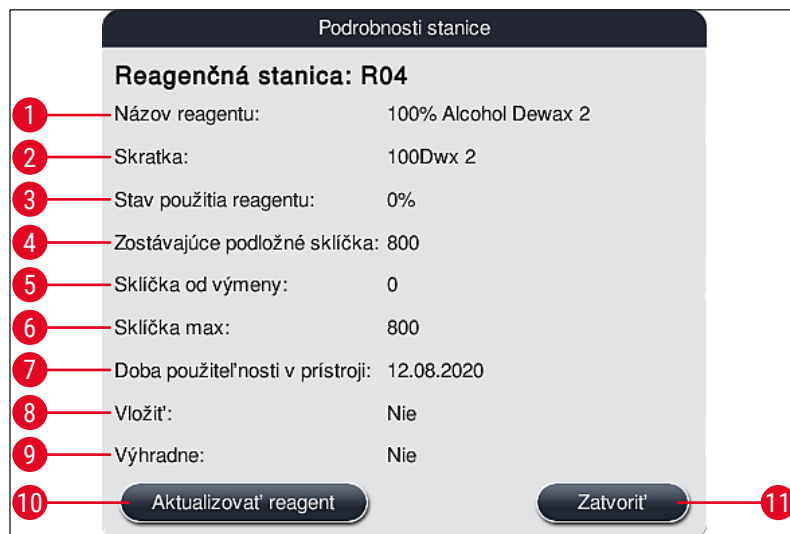 Podrobnosti stanice
Reagenčná stanica: R04
1 Názov reagentu: 100% Alcohol Dewax 2
2 Skratka: 100Dwx 2
3 Stav použitia reagentu: 0%
4 Zostávajúce podložné sklíčka: 800
5 Sklíčka od výmeny: 0
6 Sklíčka max: 800
7 Doba použiteľnosti v prístroji: 12.08.2020
8 Vložiť: Nie
9 Výhradne: Nie
10 Aktualizovať reagent Zatvoriť 11